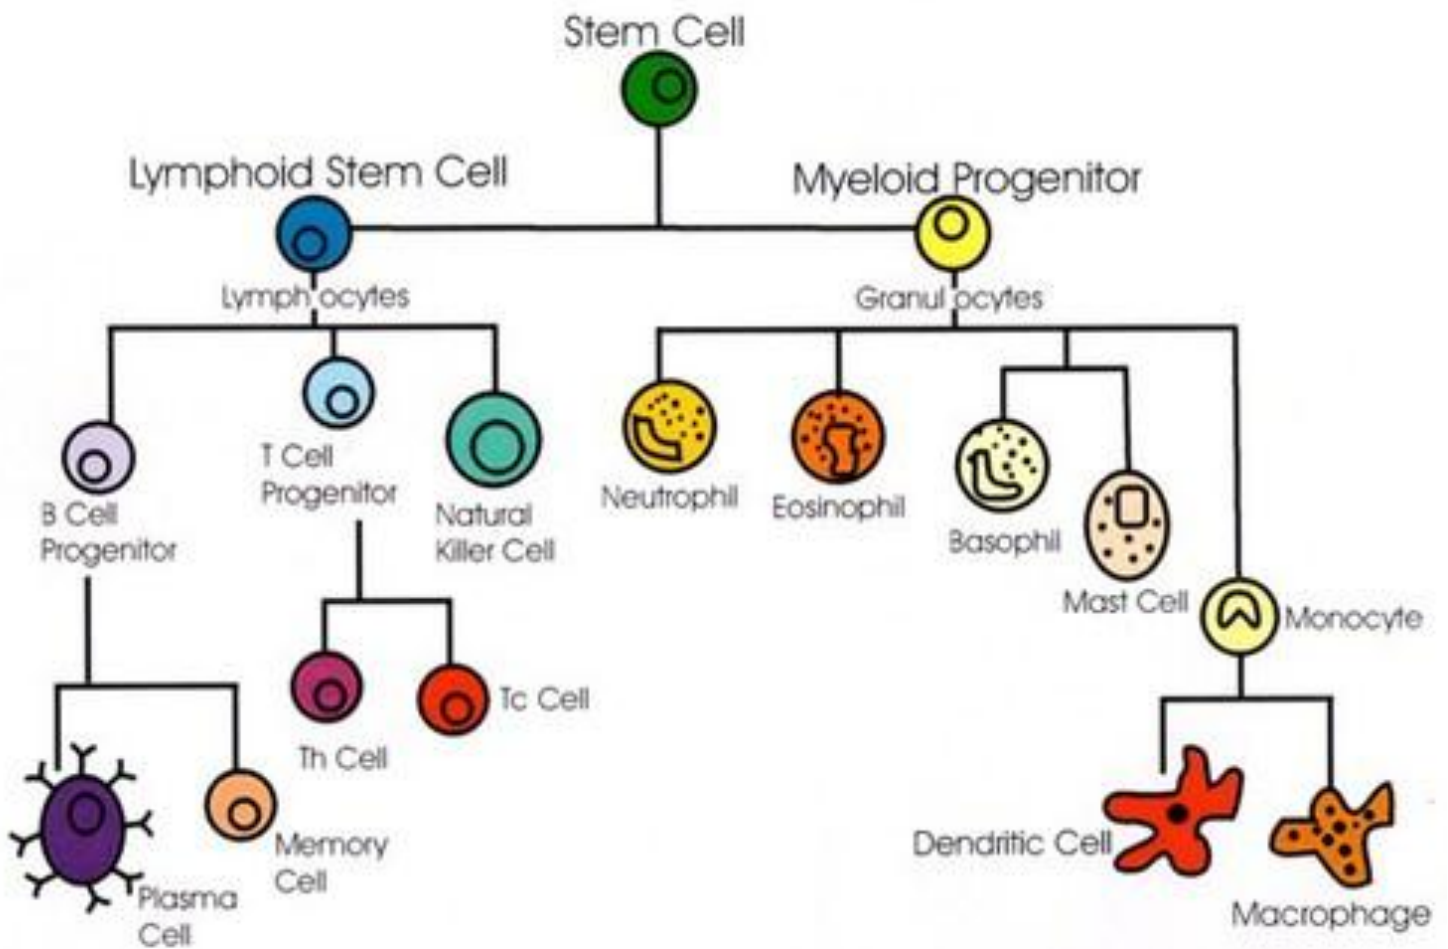 Stem Cell
Lymphoid Stem Cell
Myeloid Progenitor
Lymphocytes
Granulocytes
B Cell
Progenitor
T Cell
Progenitor
Natural
Killer Cell
Neutrophil
Eosinophil
Basophil
Mast Cell
Monocyte
Th Cell
Tc Cell
Plasma
Cell
Memory
Cell
Dendritic Cell
Macrophage